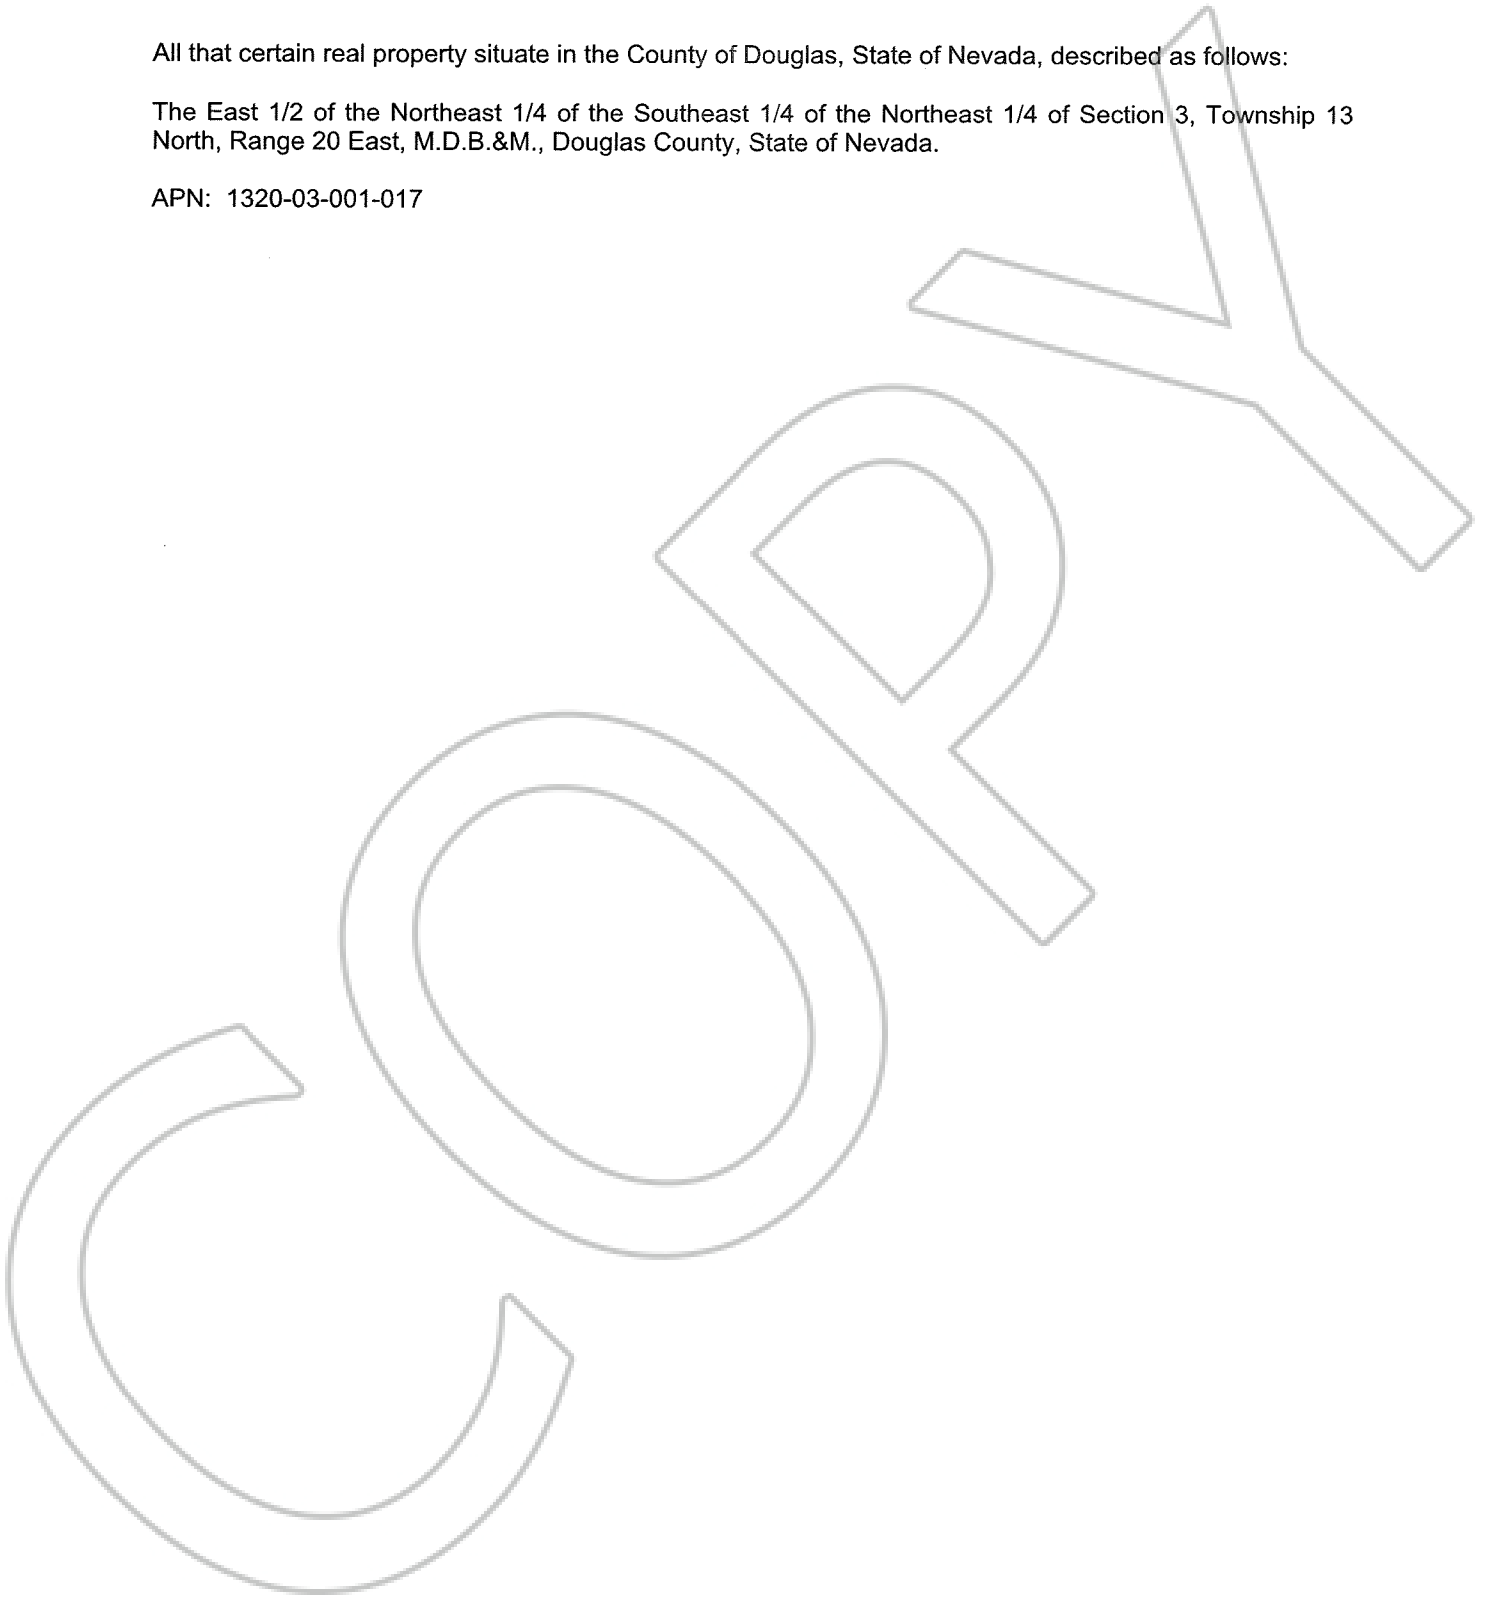 All that certain real property situate in the County of Douglas, State of Nevada, described as follows:
The East 1/2 of the Northeast 1/4 of the Southeast 1/4 of the Northeast 1/4 of Section 3, Township 13
North, Range 20 East, M.D.B.&M., Douglas County, State of Nevada.
APN: 1320-03-001-017
COPY